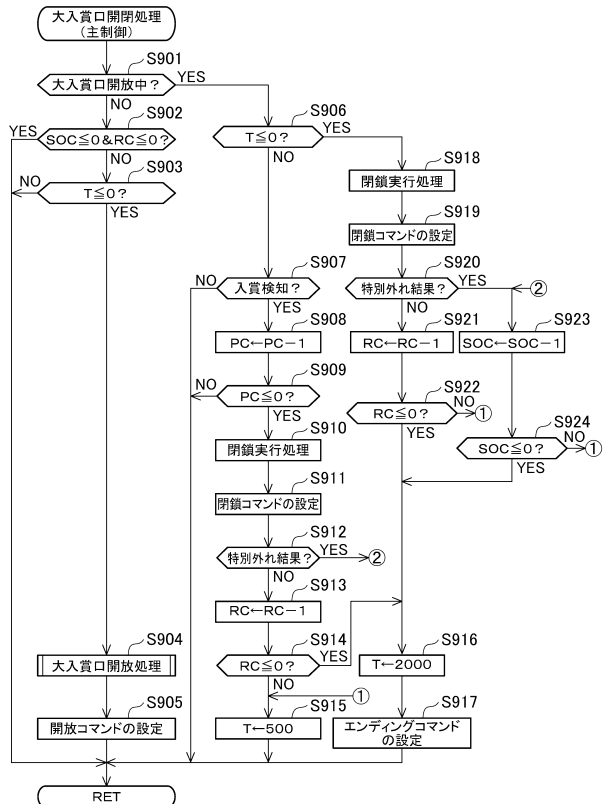 大入賞口開閉処理
(主制御)
S901
大入賞口開放中？
YES
NO
S902
SOC≦0＆RC≦0？
YES
NO
S903
T≦0？
NO
YES
S904
大入賞口開放処理
S905
開放コマンドの設定
RET
S906
T≦0？
YES
NO
S907
入賞検知？
NO
YES
S908
PC←PC－1
S909
PC≦0？
NO
YES
S910
閉鎖実行処理
S911
閉鎖コマンドの設定
S912
特別外れ結果？
YES
②
NO
S913
RC←RC－1
S914
RC≦0？
YES
NO
①
S915
T←500
S918
閉鎖実行処理
S919
閉鎖コマンドの設定
S920
特別外れ結果？
YES
②
NO
S921
RC←RC－1
S922
RC≦0？
NO
①
YES
S923
SOC←SOC－1
S924
SOC≦0？
NO
①
YES
S916
T←2000
S917
エンディングコマンド
の設定